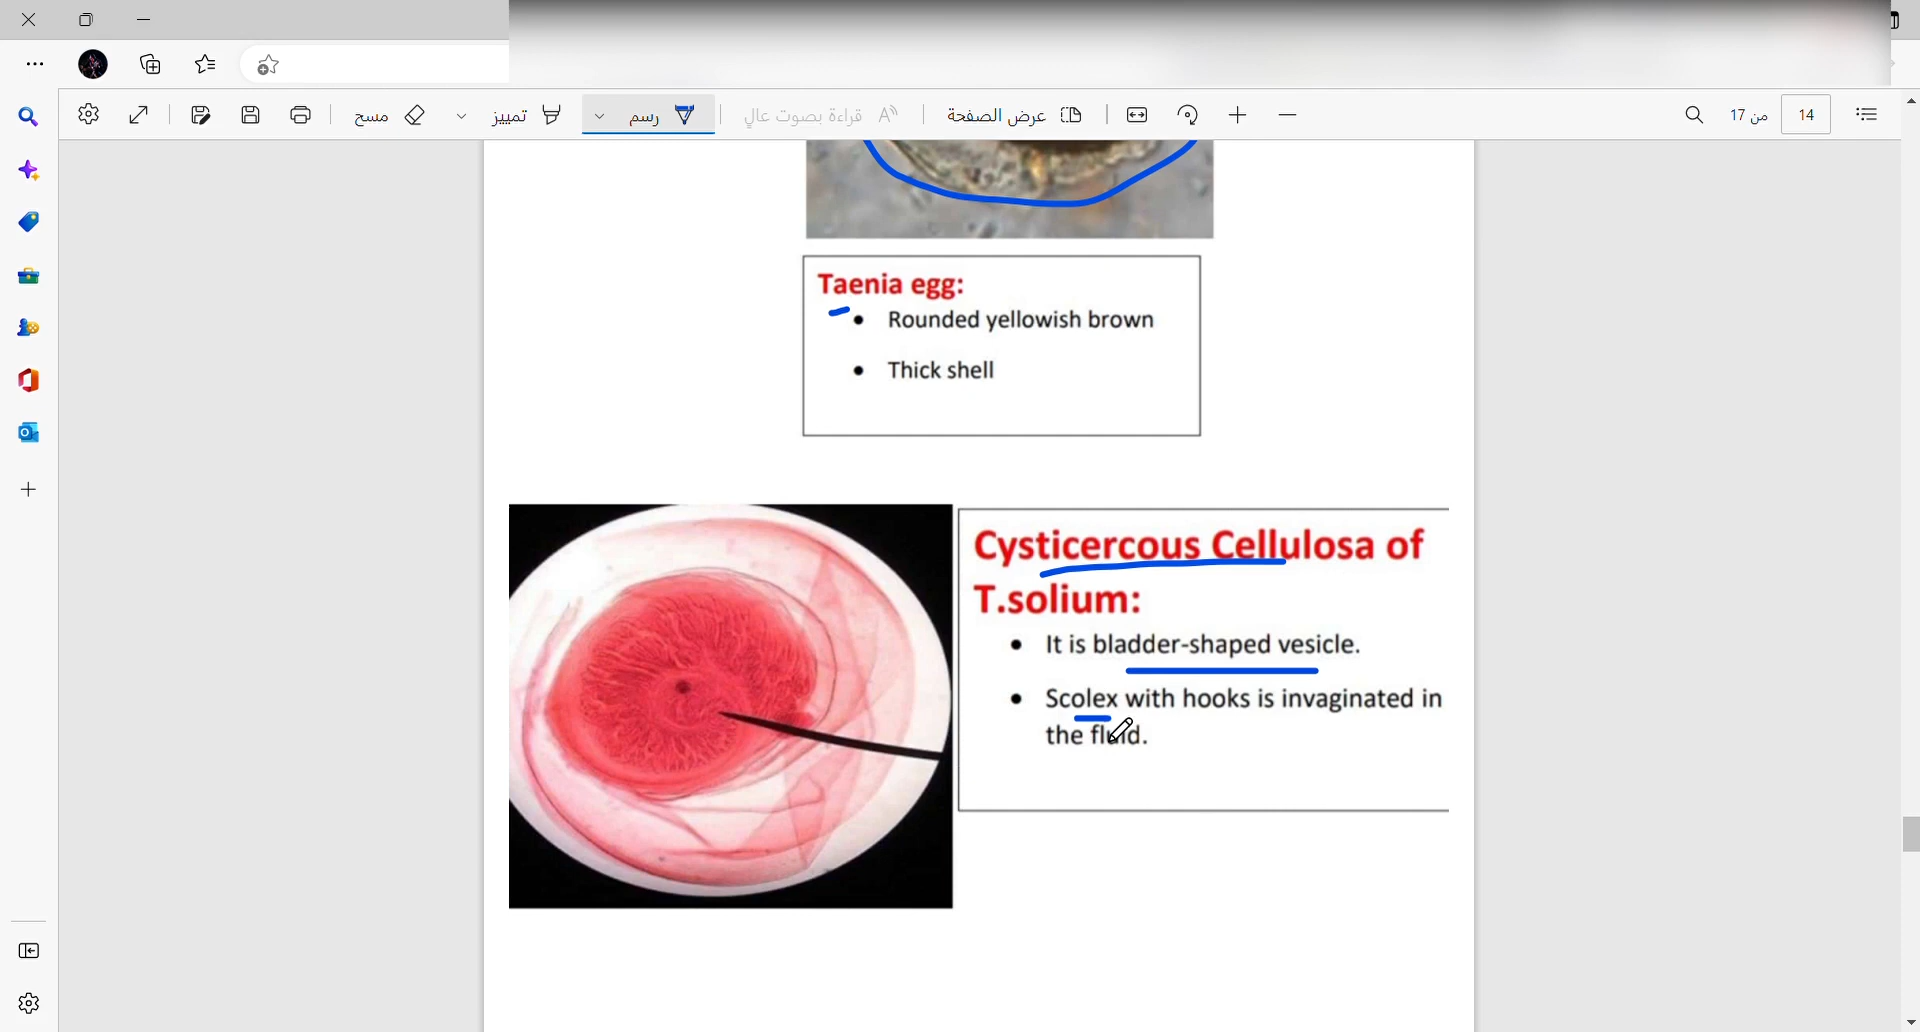 مسح
تمييز
رسم
قراءة بصوت عالٍ
عرض الصفحة
من 17
14
Taenia egg:
• Rounded yellowish brown
• Thick shell
Cysticercous Cellulosa of
T.solium:
• It is bladder-shaped vesicle.
• Scolex with hooks is invaginated in
the fluid.